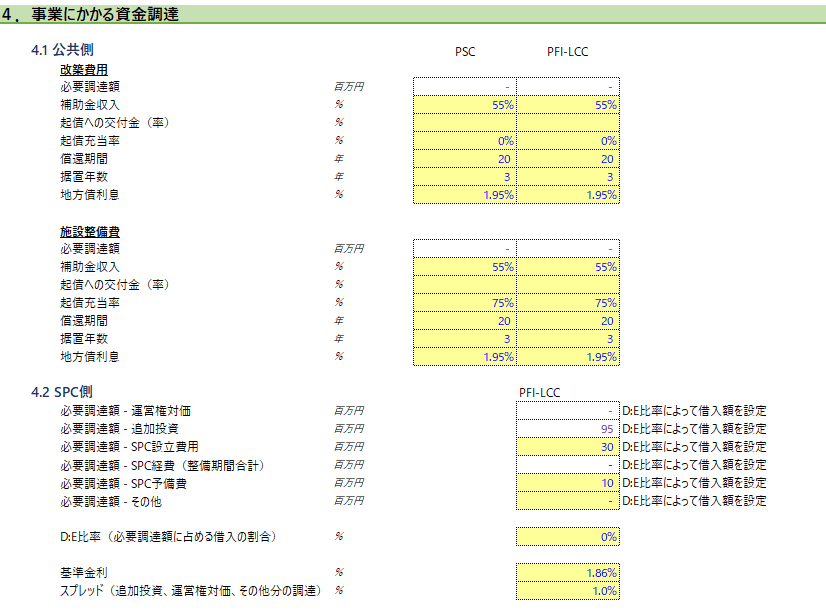 4．事業にかかる資金調達
4.1 公共側 PSC PFI-LCC
改築費用
必要調達額 百万円 - -
補助金収入 % 55% 55%
起債への交付金（率） %
起債充当率 % 0% 0%
償還期間 年 20 20
据置年数 年 3 3
地方債利息 % 1.95% 1.95%
施設整備費
必要調達額 百万円 - -
補助金収入 % 55% 55%
起債への交付金（率） %
起債充当率 % 75% 75%
償還期間 年 20 20
据置年数 年 3 3
地方債利息 % 1.95% 1.95%
4.2 SPC側 PFI-LCC
必要調達額 - 運営権対価 百万円 - D:E比率によって借入額を設定
必要調達額 - 追加投資 百万円 95 D:E比率によって借入額を設定
必要調達額 - SPC設立費用 百万円 30 D:E比率によって借入額を設定
必要調達額 - SPC経費（整備期間合計） 百万円 - D:E比率によって借入額を設定
必要調達額 - SPC予備費 百万円 10 D:E比率によって借入額を設定
必要調達額 - その他 百万円 - D:E比率によって借入額を設定
D:E比率（必要調達額に占める借入の割合） % 0%
基準金利 % 1.86%
スプレッド（追加投資、運営権対価、その他分の調達） % 1.0%